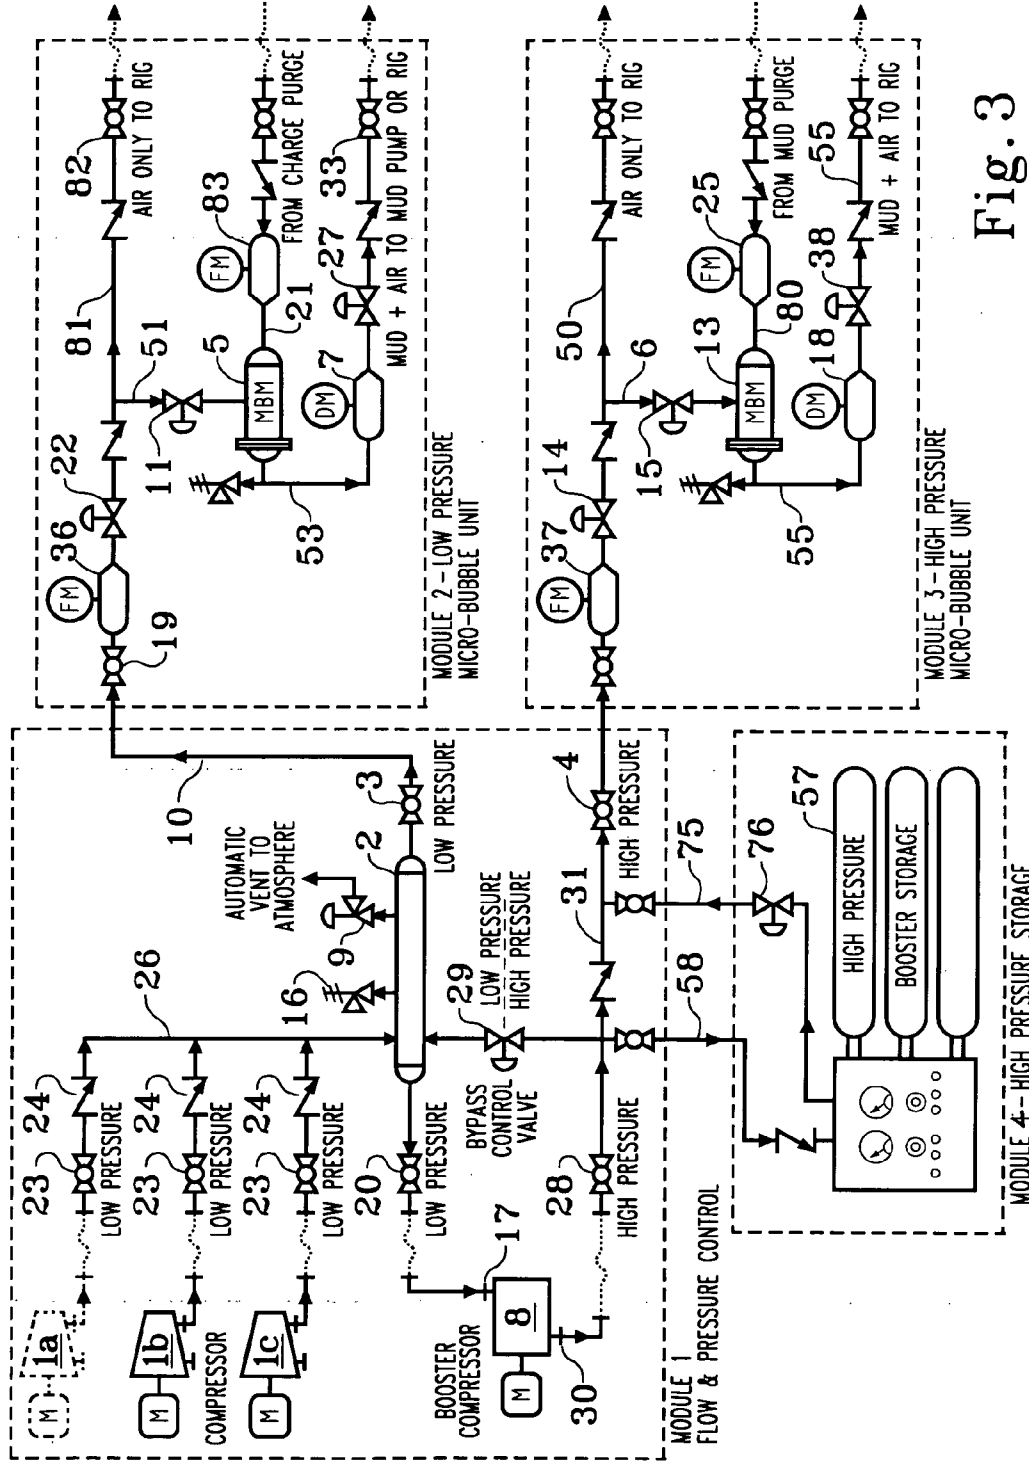 82
AIR ONLY TO RIG
81
51
11
22
36
FM
19
83
FM
FROM CHARGE PURGE
21
5
MBM
33
27
MUD + AIR TO MUD PUMP OR RIG
7
DM
53
MODULE 2 – LOW PRESSURE
MICRO-BUBBLE UNIT
AIR ONLY TO RIG
50
6
15
14
37
FM
25
FM
FROM MUD PURGE
80
13
MBM
55
MUD + AIR TO RIG
38
18
DM
55
MODULE 3 – HIGH PRESSURE
MICRO-BUBBLE UNIT
Fig. 3
10
3
LOW PRESSURE
2
AUTOMATIC
VENT TO
ATMOSPHERE
9
16
26
24
23
LOW PRESSURE
24
23
LOW PRESSURE
24
23
LOW PRESSURE
20
LOW PRESSURE
29
LOW PRESSURE
HIGH PRESSURE
BYPASS
CONTROL
VALVE
4
HIGH PRESSURE
31
28
HIGH PRESSURE
1a
M
1b
M
COMPRESSOR
1c
M
17
8
M
BOOSTER
COMPRESSOR
30
MODULE 1
FLOW & PRESSURE CONTROL
75
76
58
57
HIGH PRESSURE
BOOSTER STORAGE
MODULE 4 – HIGH PRESSURE STORAGE